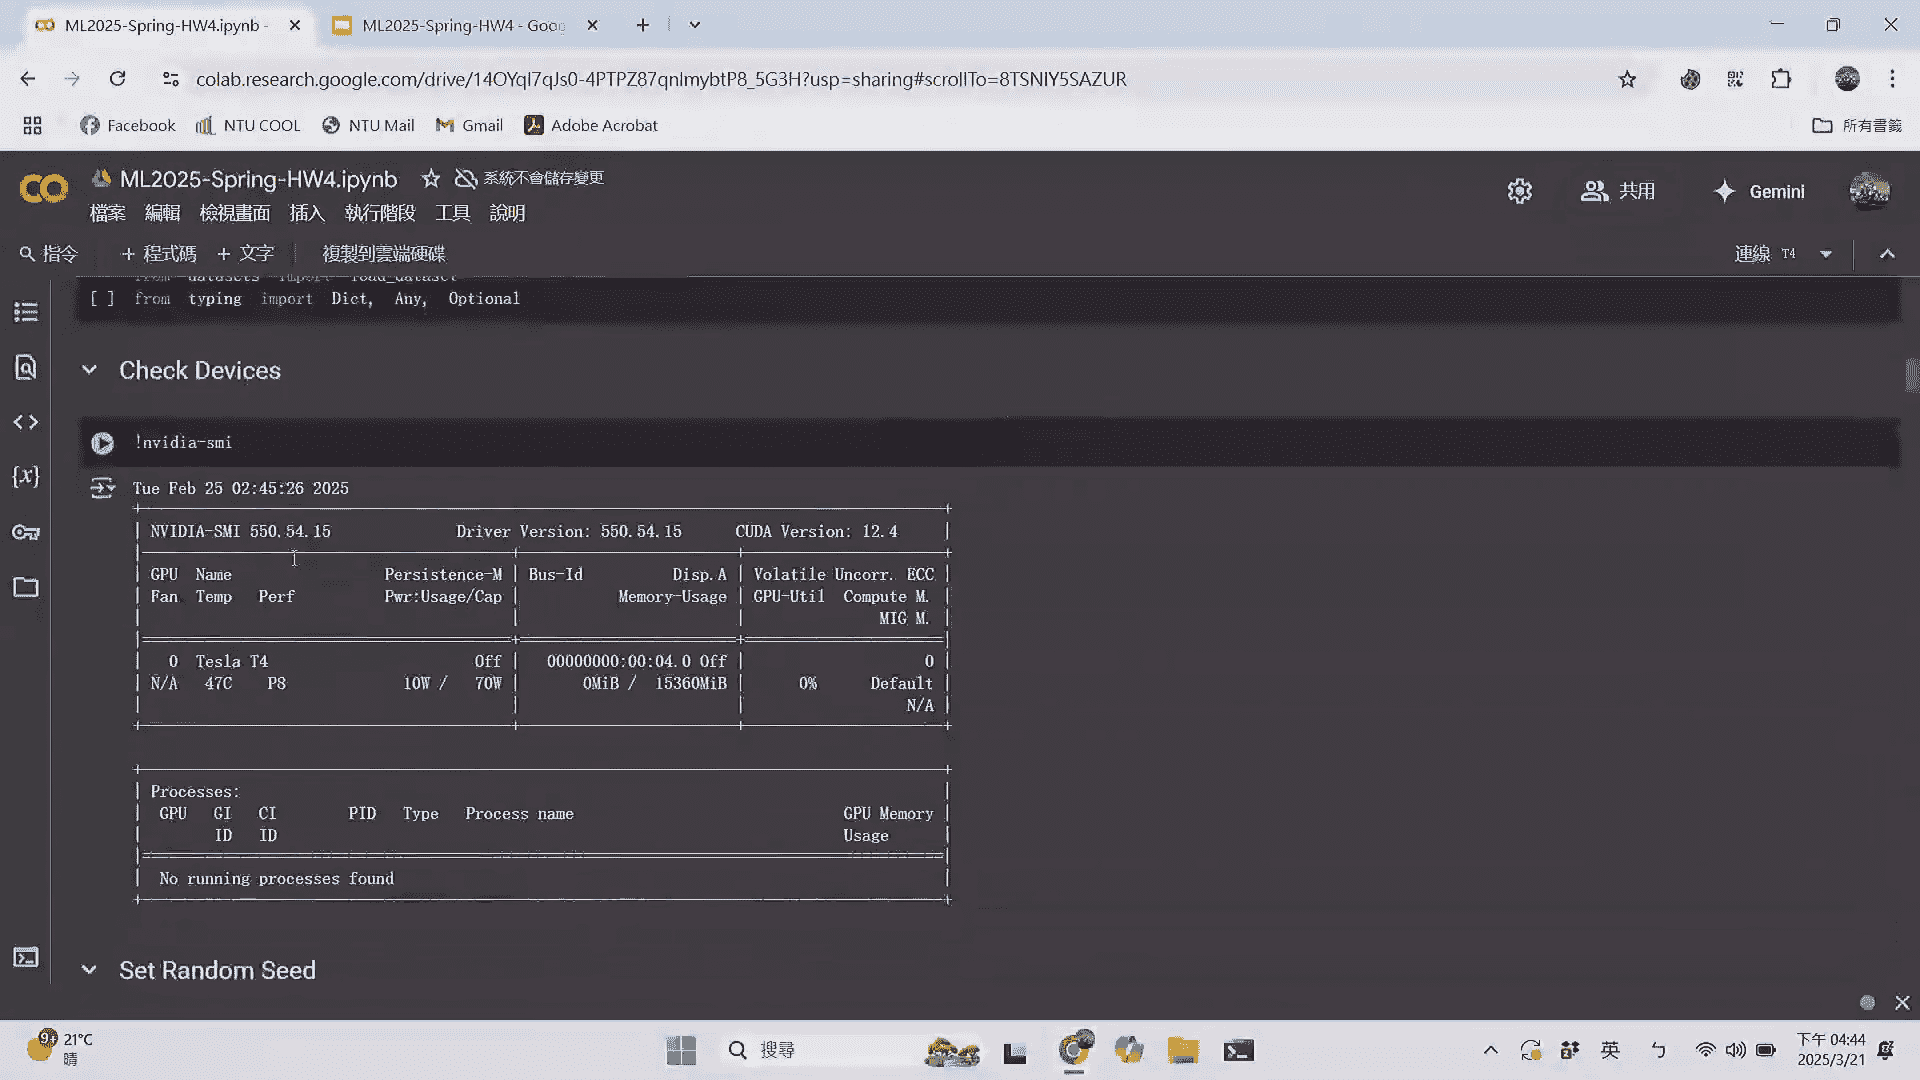 ML2025-Spring-HW4.ipynb -
ML2025-Spring-HW4 - Goo
colab.research.google.com/drive/14OYqI7qJs0-4PTPZ87qnlmybtP8_5G3H?usp=sharing#scrollTo=8TSNIY5SAZUR
Facebook
NTU COOL
NTU Mail
Gmail
Adobe Acrobat
所有書籤
ML2025-Spring-HW4.ipynb
系統不會儲存變更
檔案 編輯 檢視畫面 插入 執行階段 工具 說明
共用
Gemini
指令 + 程式碼 + 文字 複製到雲端硬碟
連線 T4
from datasets import load_dataset
[ ] from typing import Dict, Any, Optional
Check Devices
!nvidia-smi
Tue Feb 25 02:45:26 2025
NVIDIA-SMI 550.54.15 Driver Version: 550.54.15 CUDA Version: 12.4
GPU Name Persistence-M | Bus-Id Disp.A | Volatile Uncorr. ECC
Fan Temp Perf Pwr:Usage/Cap | Memory-Usage | GPU-Util Compute M.
MIG M.
0 Tesla T4 Off | 00000000:00:04.0 Off | 0
N/A 47C P8 10W / 70W | 0MiB / 15360MiB | 0% Default
N/A
Processes:
GPU GI CI PID Type Process name GPU Memory
ID ID Usage
No running processes found
Set Random Seed
9+
21°C
晴
搜尋
英
ㄅ
下午 04:44
2025/3/21